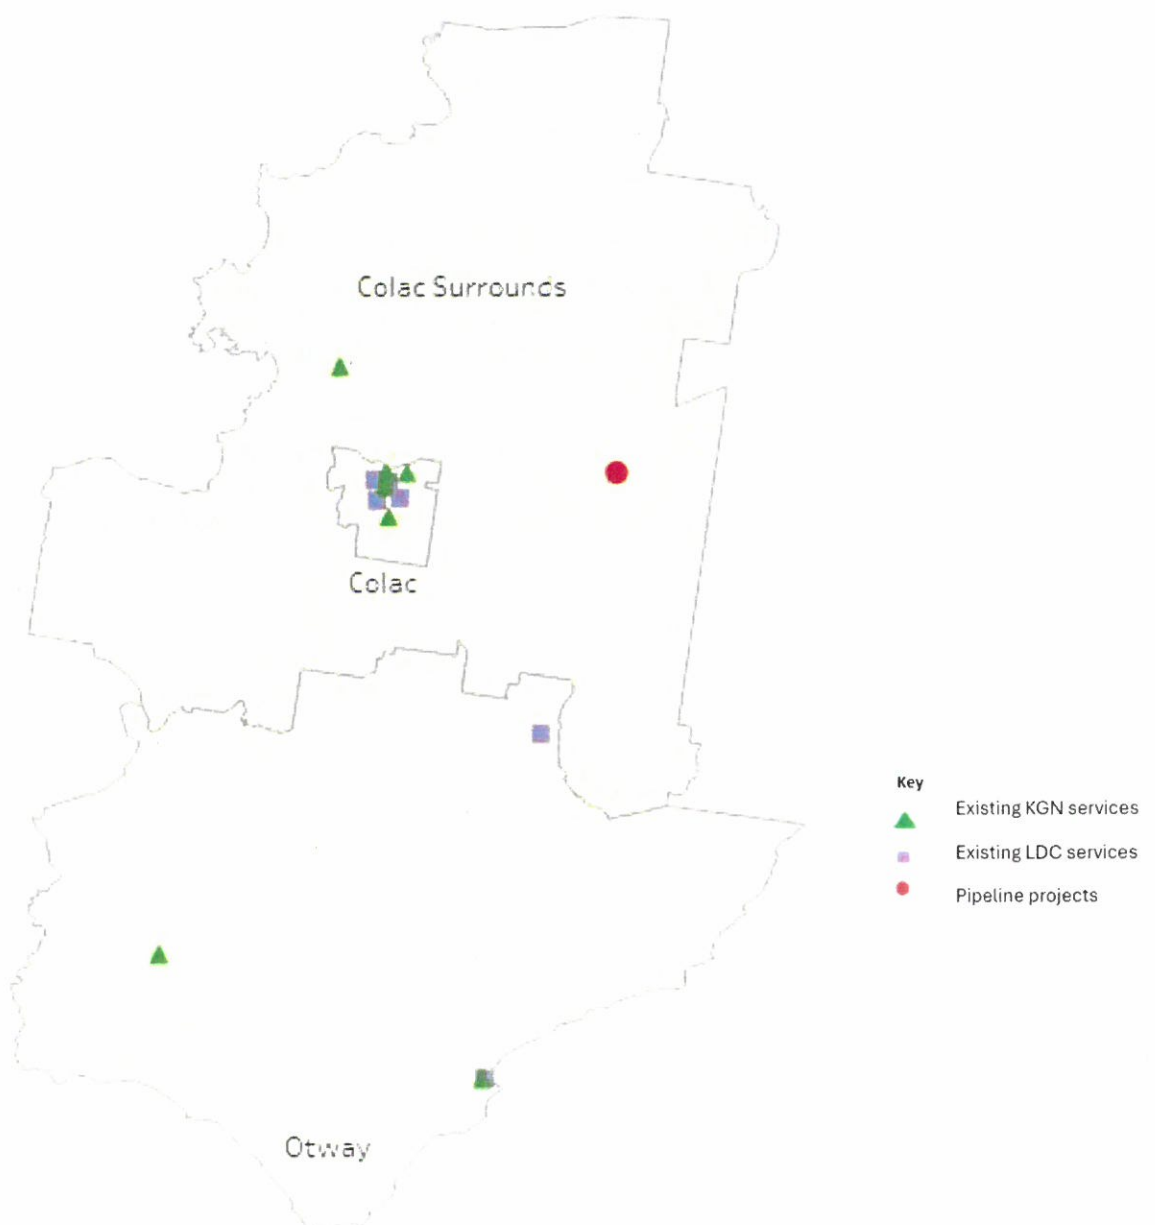 Colac Surrounds
Colac
Key
Existing KGN services
Existing LDC services
Pipeline projects
Otway